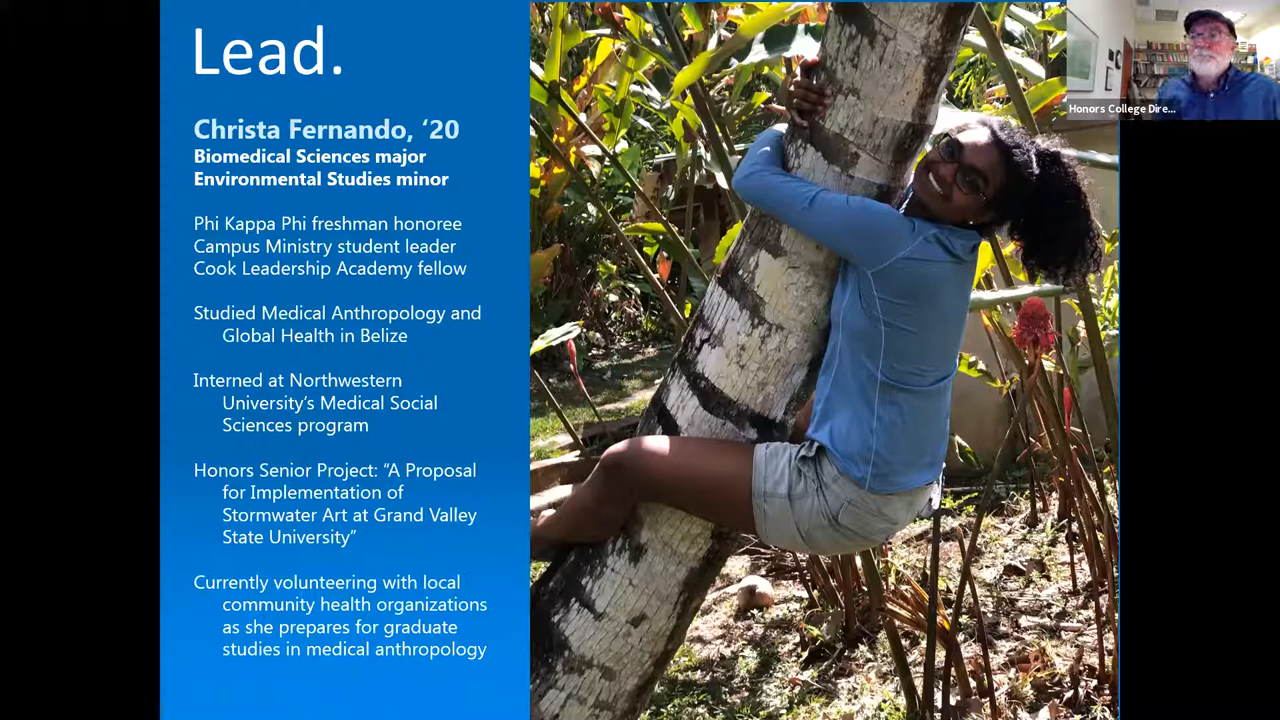 Lead.
Christa Fernando, ‘20
Biomedical Sciences major
Environmental Studies minor
Phi Kappa Phi freshman honoree
Campus Ministry student leader
Cook Leadership Academy fellow
Studied Medical Anthropology and
Global Health in Belize
Interned at Northwestern
University’s Medical Social
Sciences program
Honors Senior Project: “A Proposal
for Implementation of
Stormwater Art at Grand Valley
State University”
Currently volunteering with local
community health organizations
as she prepares for graduate
studies in medical anthropology
Honors College Dire...